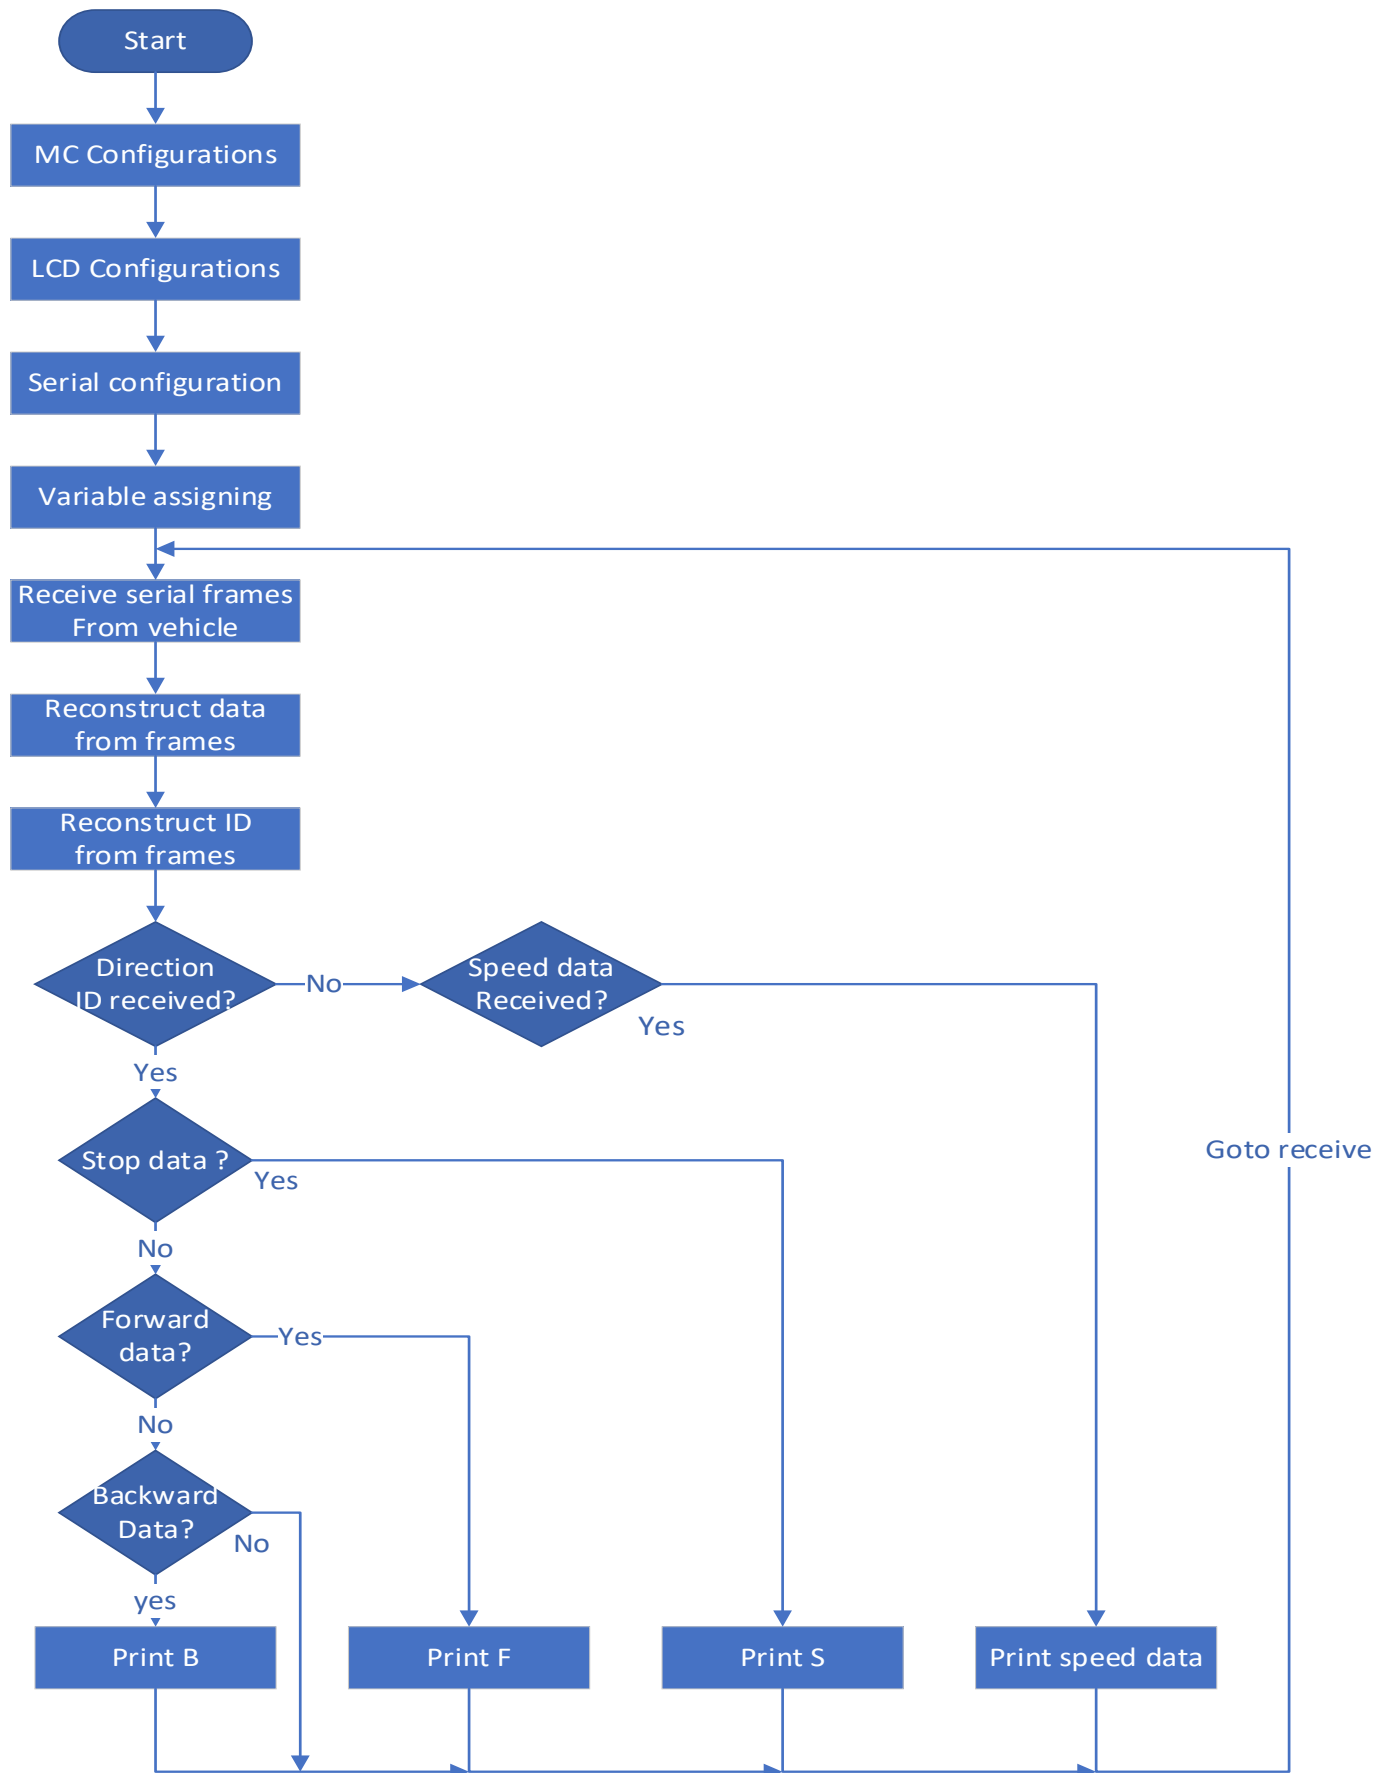 Start
MC Configurations
LCD Configurations
Serial configuration
Variable assigning
Receive serial frames
From vehicle
Reconstruct data
from frames
Reconstruct ID
from frames
Direction
ID received?
No
Speed data
Received?
Yes
Yes
Stop data ?
Yes
Goto receive
No
Forward
data?
Yes
No
Backward
Data?
No
yes
Print B
Print F
Print S
Print speed data